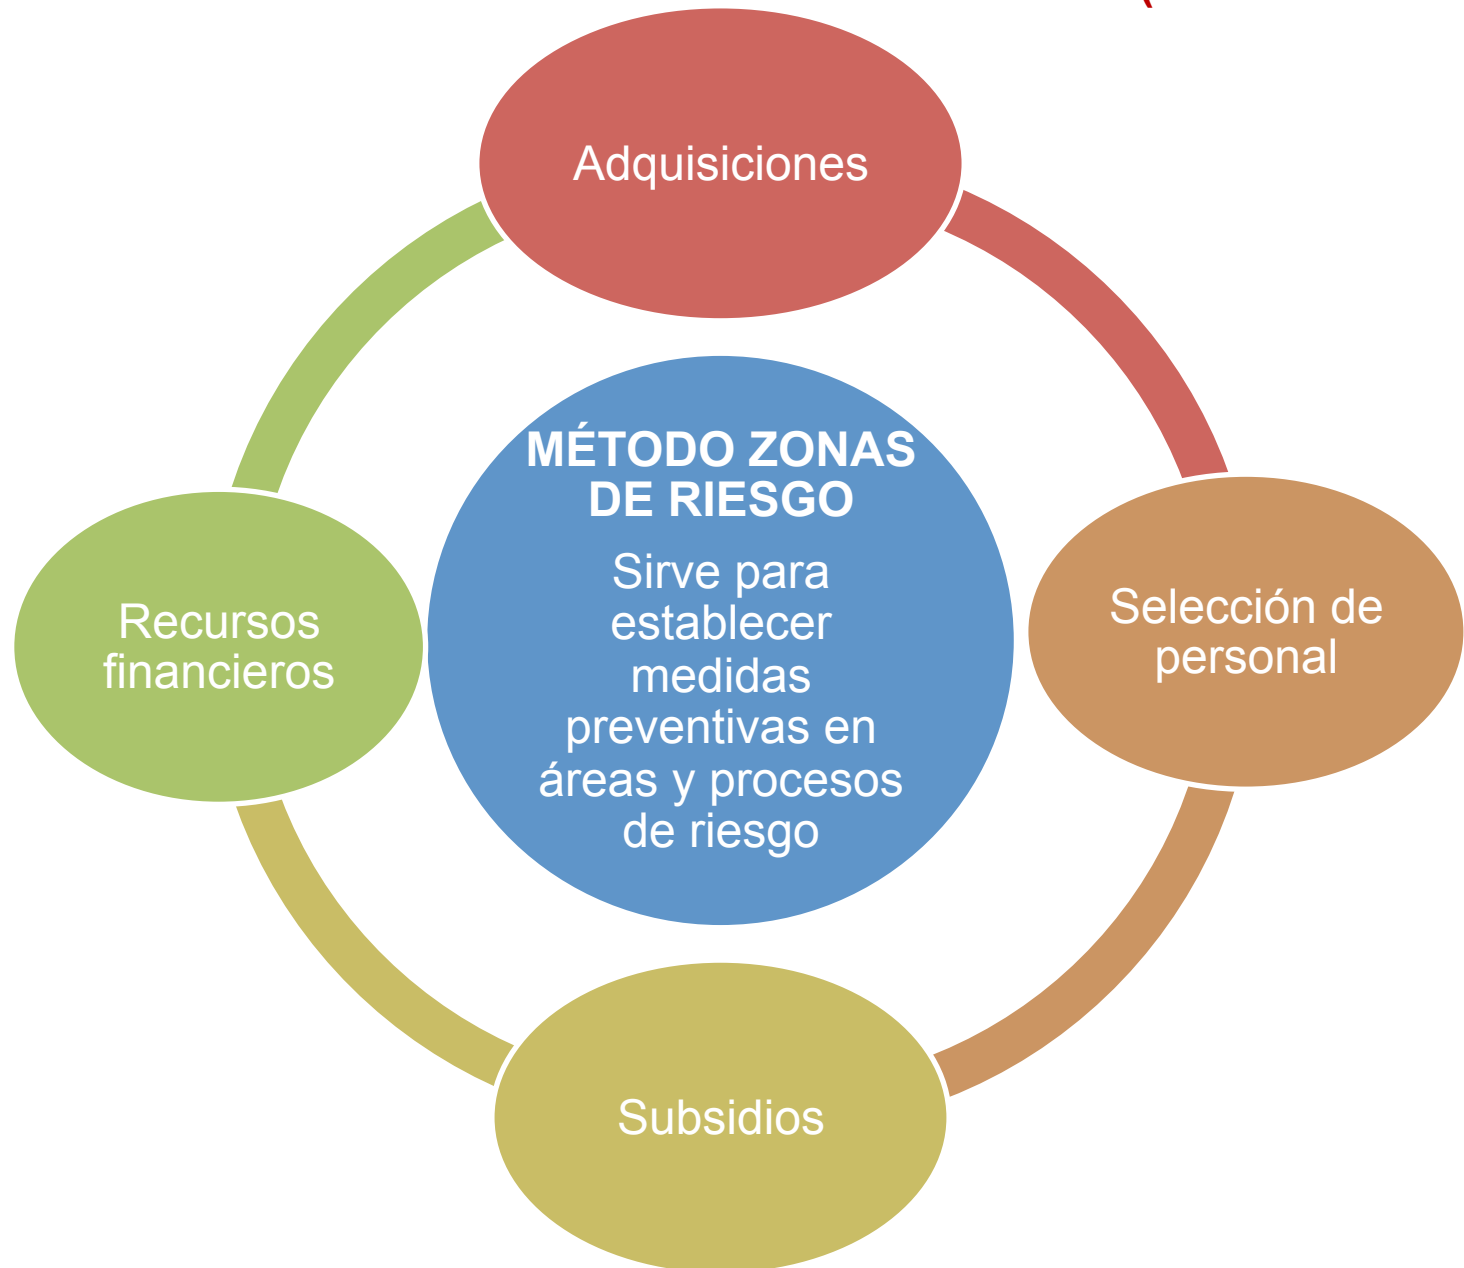 Adquisiciones
MÉTODO ZONAS
DE RIESGO
Sirve para
establecer
medidas
preventivas en
áreas y procesos
de riesgo
Recursos
financieros
Selección de
personal
Subsidios